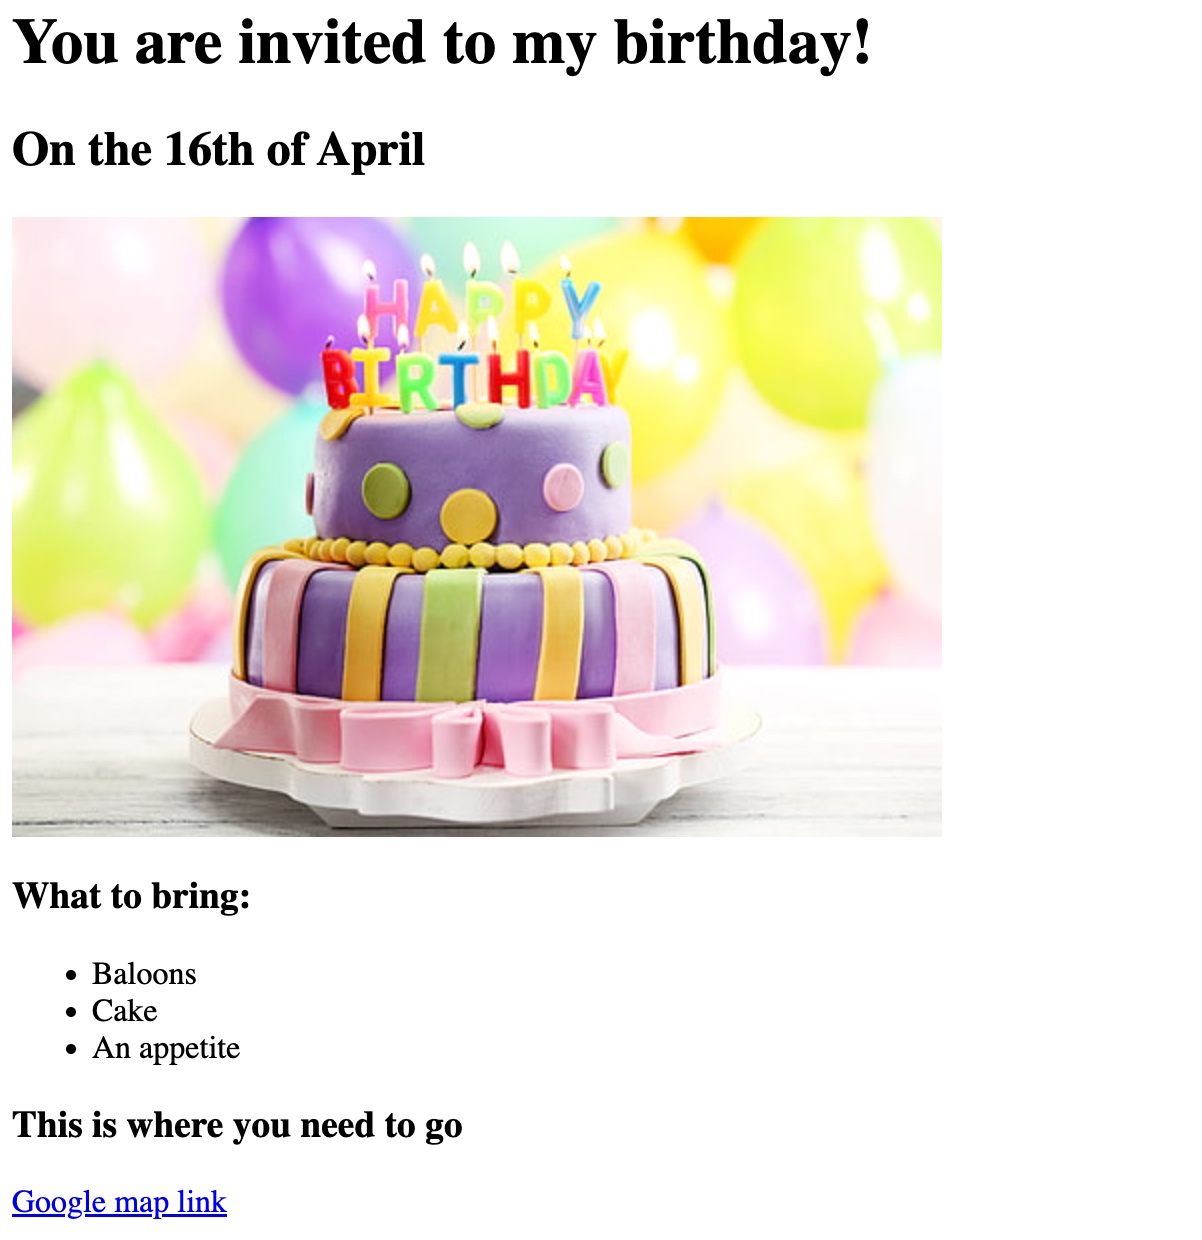 You are invited to my birthday!
On the 16th of April
HAPPY
BIRTHDAY
What to bring:
Baloons
Cake
An appetite
This is where you need to go
Google map link